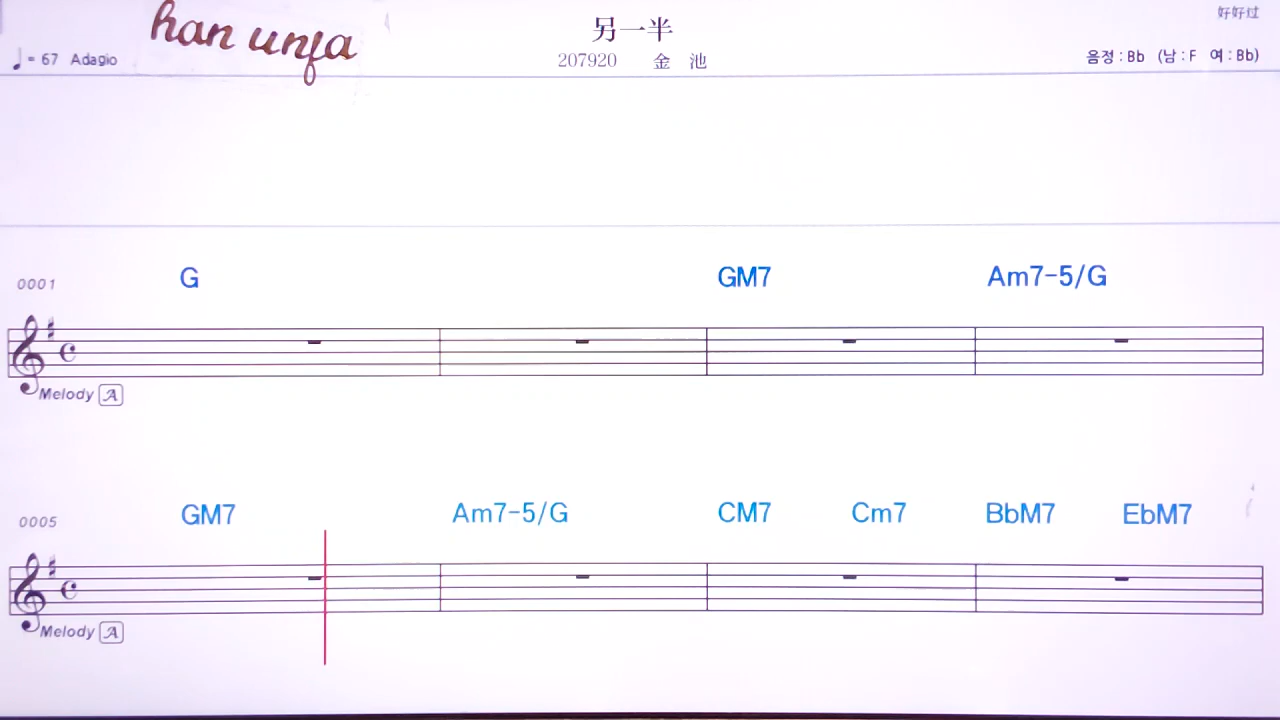 han unfa
另一半
好好过
♩= 67 Adagio
207920 金 池
음정 : Bb (남 : F 여 : Bb)
0001 G GM7 Am7-5/G
Melody A
0005 GM7 Am7-5/G CM7 Cm7 BbM7 EbM7
Melody A